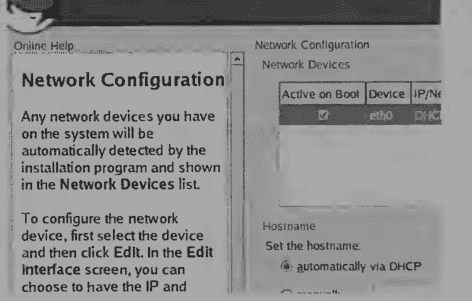 Online Help
Network Configuration
Any network devices you have
on the system will be
automatically detected by the
installation program and shown
in the Network Devices list.
To configure the network
device, first select the device
and then click Edit. In the Edit
Interface screen, you can
choose to have the IP and
Network Configuration
Network Devices
Active on Boot Device IP/Ne
eth0 DHCP
Hostname
Set the hostname:
automatically via DHCP